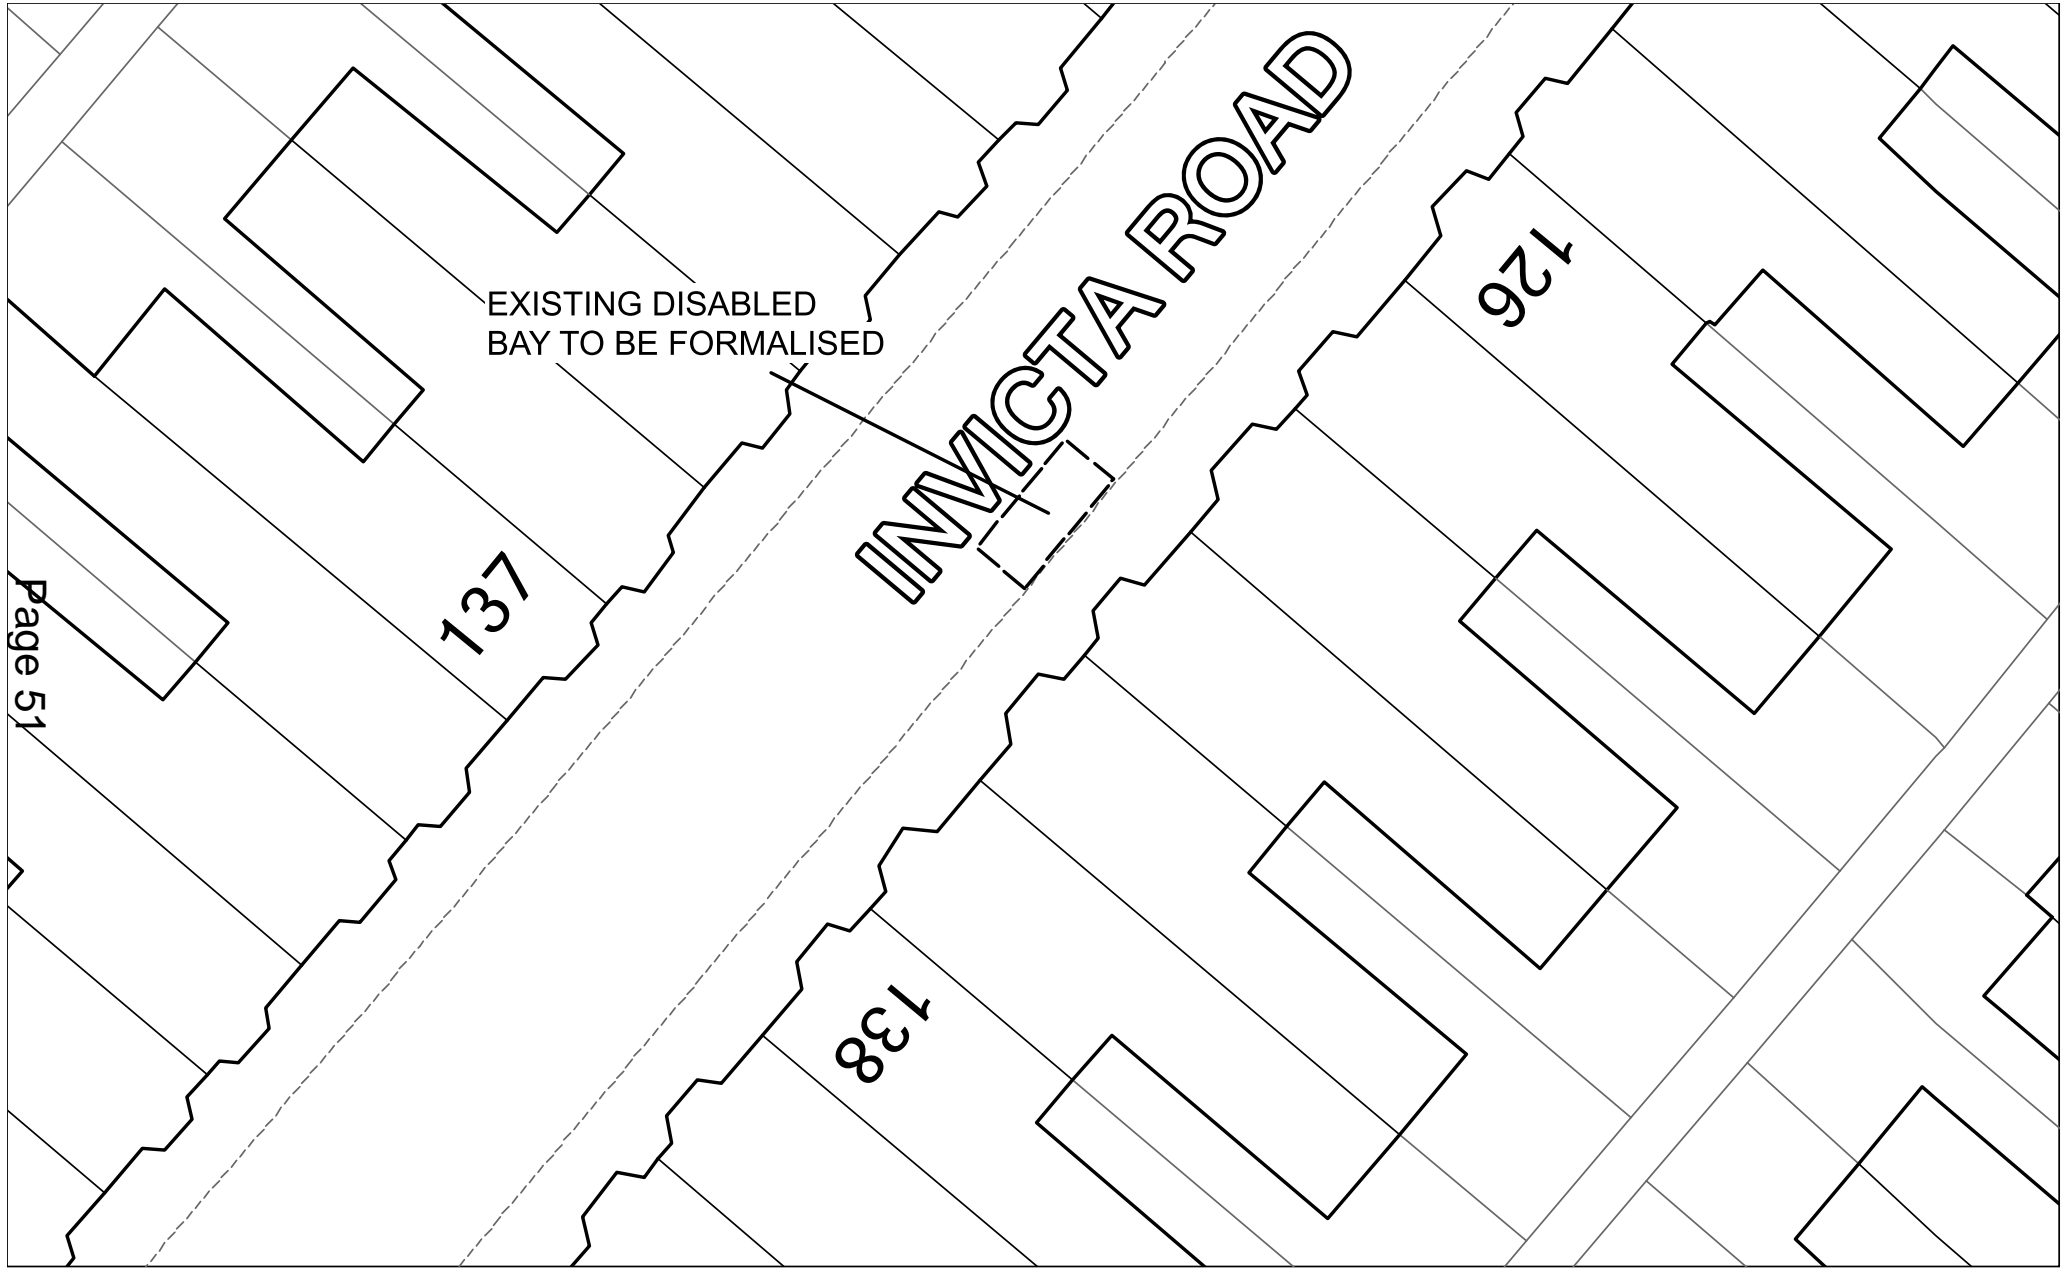 INVICTA ROAD
126
EXISTING DISABLED
BAY TO BE FORMALISED
137
Page 51
138